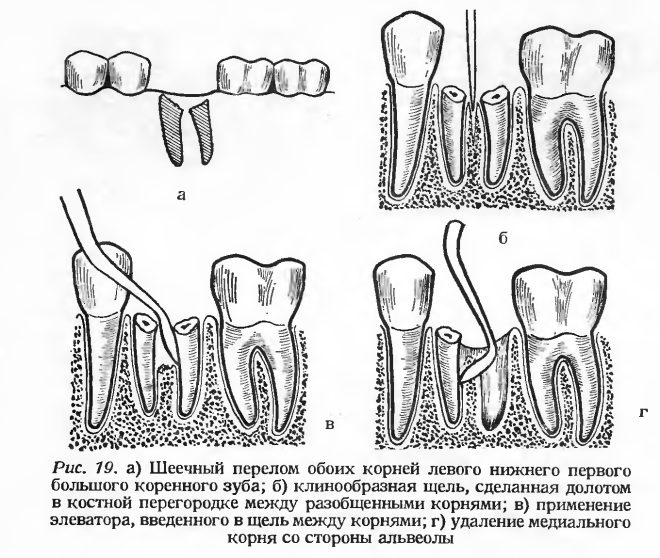 а
б
в
г
Рис. 19. а) Шеечный перелом обоих корней левого нижнего первого
большого коренного зуба; б) клинообразная щель, сделанная долотом
в костной перегородке между разобщенными корнями; в) применение
элеватора, введенного в щель между корнями; г) удаление медиального
корня со стороны альвеолы